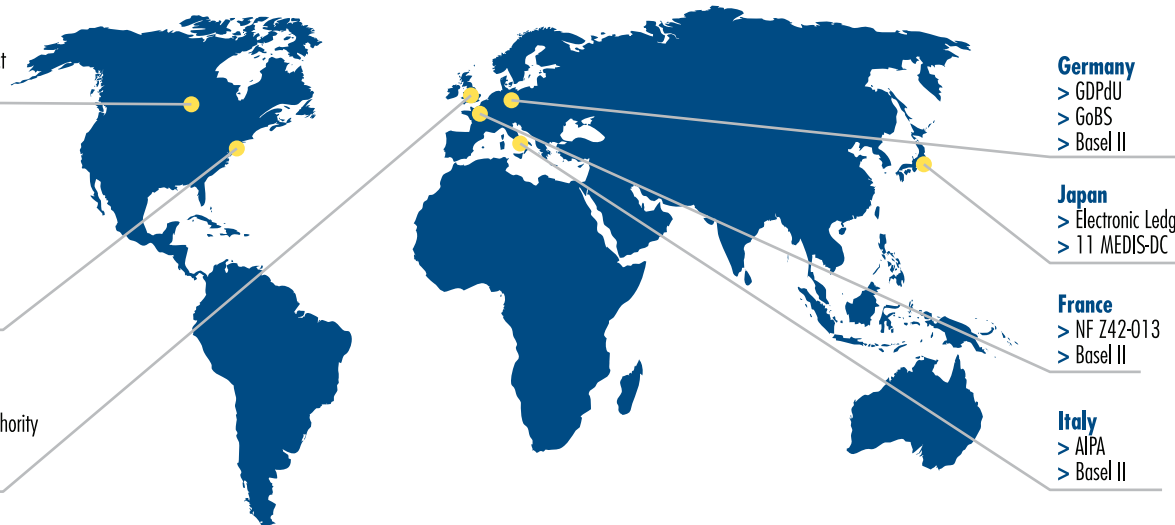 Germany
> GDPdU
> GoBS
> Basel II
Japan
> Electronic Ledg
> 11 MEDIS-DC
France
> NF Z42-013
> Basel II
Italy
> AIPA
> Basel II